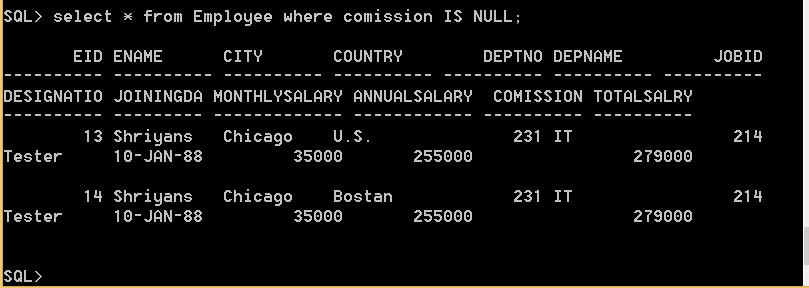 SQL> select * from Employee where comission IS NULL;
EID ENAME CITY COUNTRY DEPTNO DEPNAME JOBID
---------- ---------- ---------- ---------- ---------- ---------- ----------
DESIGNATIO JOININGDA MONTHLYSALARY ANNUALSALARY COMISSION TOTALSALRY
---------- --------- ------------- ------------ ---------- ----------
13 Shriyans Chicago U.S. 231 IT 214
Tester 10-JAN-88 35000 255000 279000
14 Shriyans Chicago Bostan 231 IT 214
Tester 10-JAN-88 35000 255000 279000
SQL>